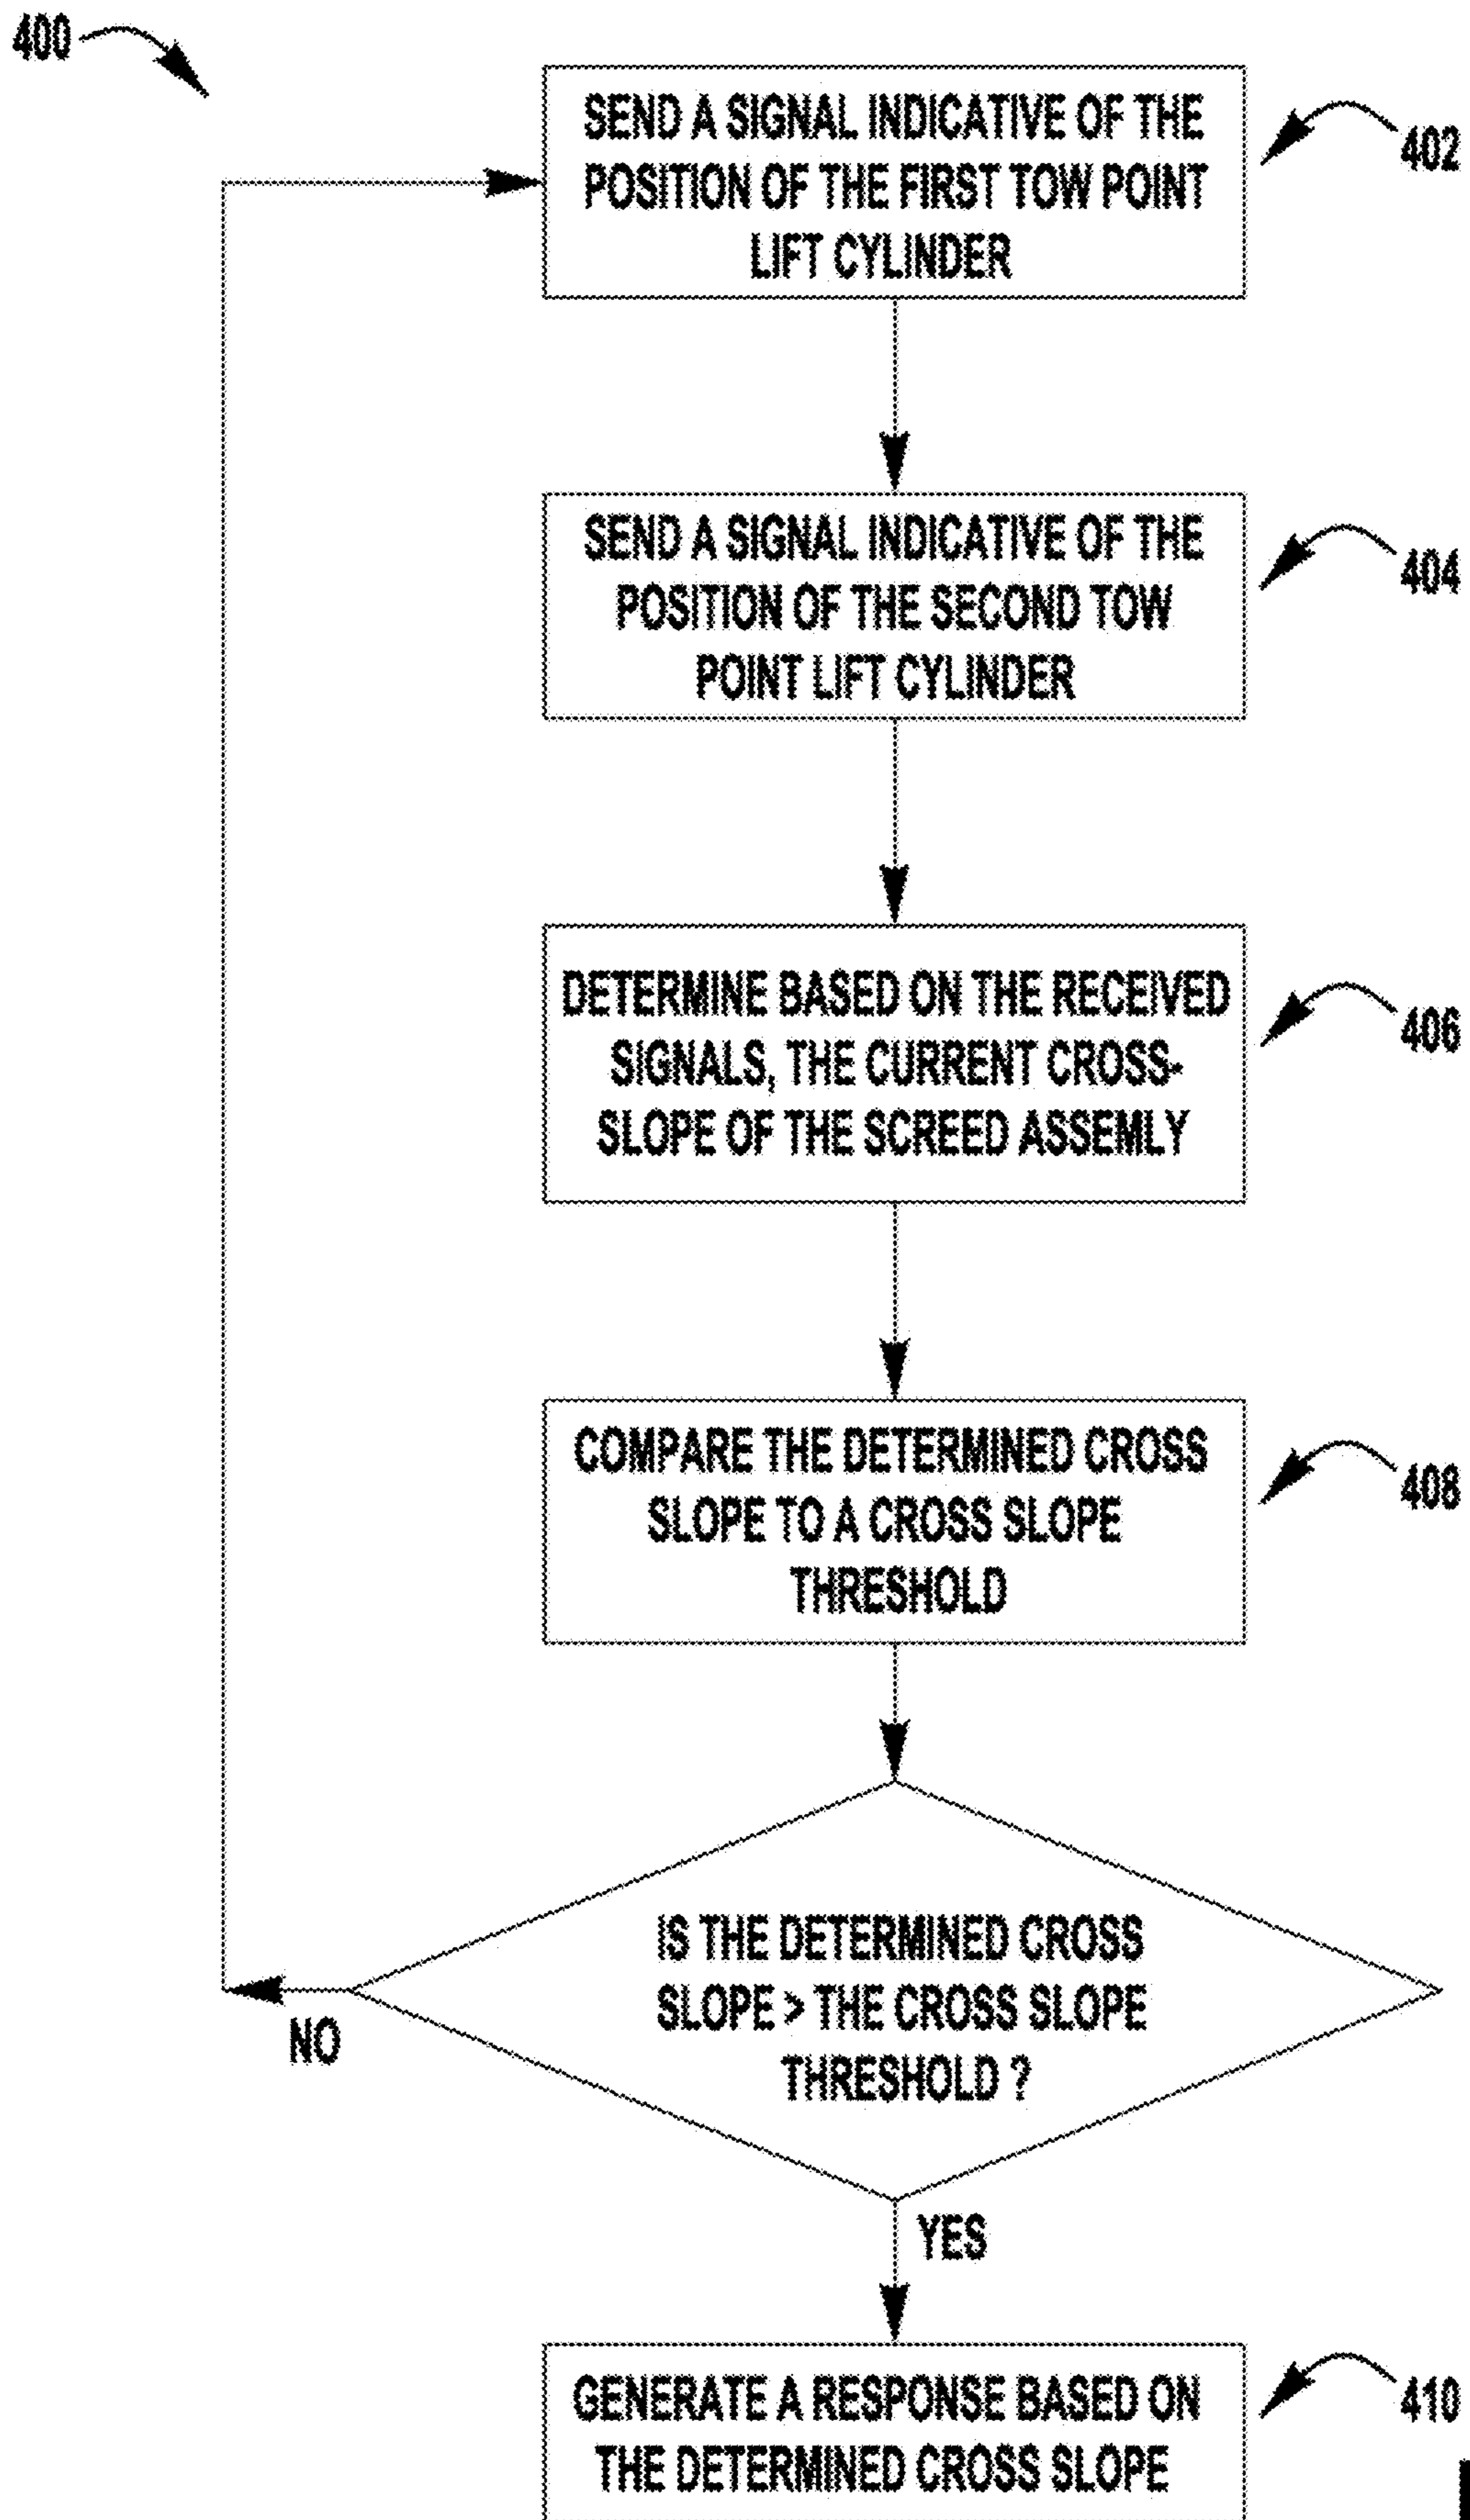 400
SEND A SIGNAL INDICATIVE OF THE
POSITION OF THE FIRST TOW POINT
LIFT CYLINDER
402
SEND A SIGNAL INDICATIVE OF THE
POSITION OF THE SECOND TOW
POINT LIFT CYLINDER
404
DETERMINE BASED ON THE RECEIVED
SIGNALS, THE CURRENT CROSS-
SLOPE OF THE SCREED ASSEMLY
406
COMPARE THE DETERMINED CROSS
SLOPE TO A CROSS SLOPE
THRESHOLD
408
IS THE DETERMINED CROSS
SLOPE > THE CROSS SLOPE
THRESHOLD ?
NO
YES
GENERATE A RESPONSE BASED ON
THE DETERMINED CROSS SLOPE
410